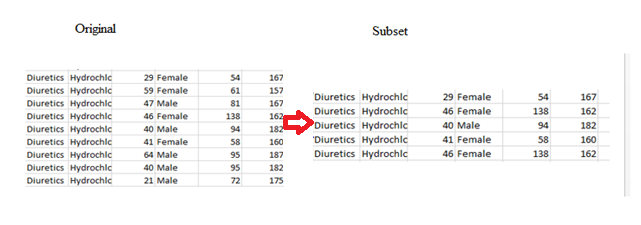 Original
Subset
Diuretics Hydrochlc 29 Female 54 167
Diuretics Hydrochlc 59 Female 61 157
Diuretics Hydrochlc 47 Male 81 167
Diuretics Hydrochlc 46 Female 138 162
Diuretics Hydrochlc 40 Male 94 182
Diuretics Hydrochlc 41 Female 58 160
Diuretics Hydrochlc 64 Male 95 187
Diuretics Hydrochlc 40 Male 95 182
Diuretics Hydrochlc 21 Male 72 175
Diuretics Hydrochlc 29 Female 54 167
Diuretics Hydrochlc 46 Female 138 162
Diuretics Hydrochlc 40 Male 94 182
'Diuretics Hydrochlc 41 Female 58 160
Diuretics Hydrochlc 46 Female 138 162